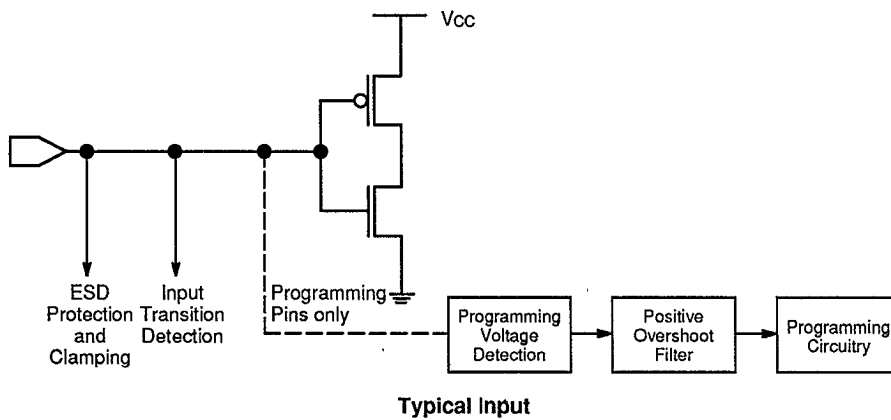 Vcc
ESD
Protection
and
Clamping
Input
Transition
Detection
Programming
Pins only
Programming
Voltage
Detection
Positive
Overshoot
Filter
Programming
Circuitry
Typical Input